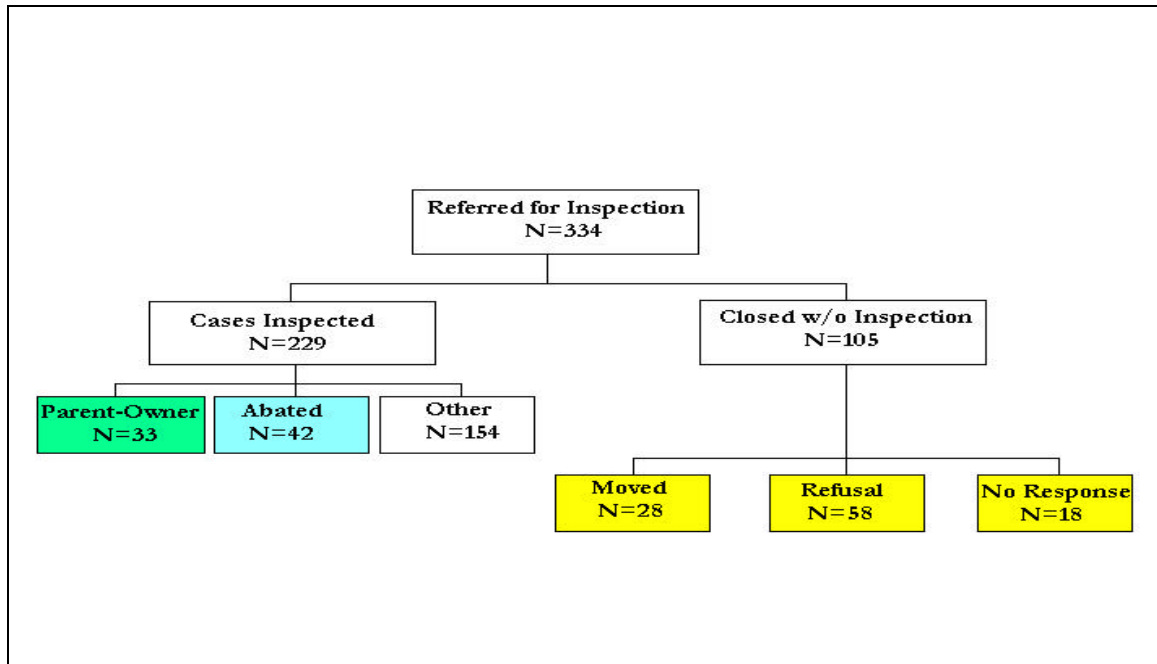 Referred for Inspection
N=334
Cases Inspected
N=229
Closed w/o Inspection
N=105
Parent-Owner
N=33
Abated
N=42
Other
N=154
Moved
N=28
Refusal
N=58
No Response
N=18